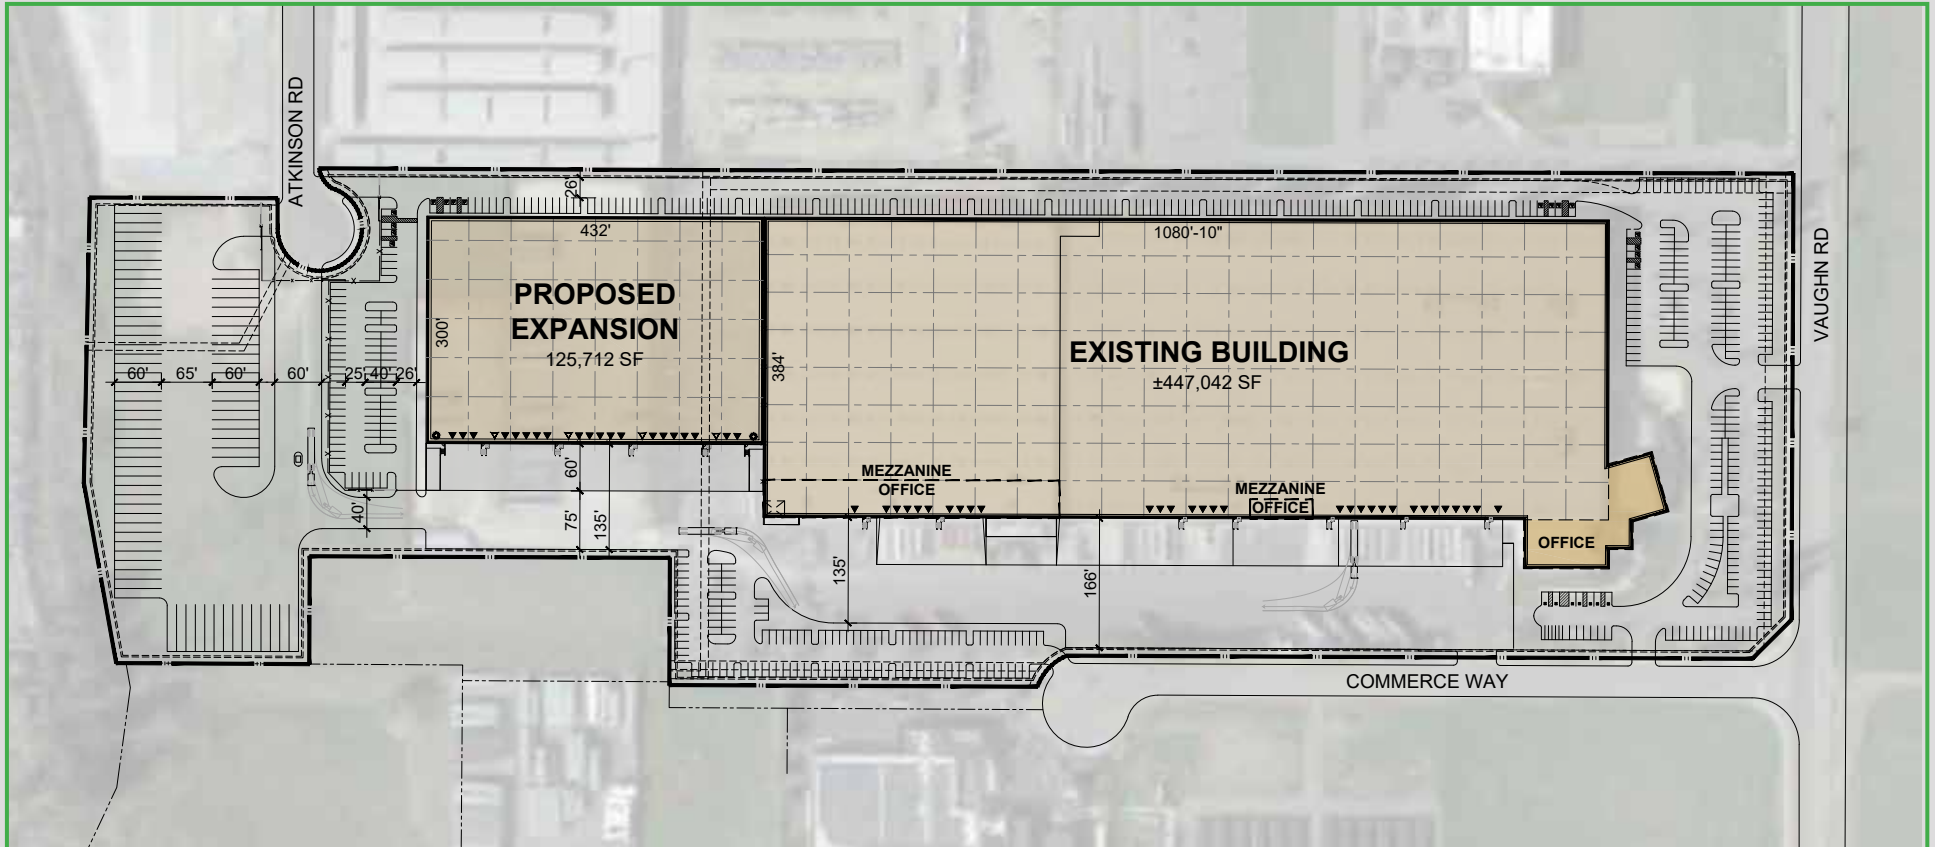 ATKINSON RD
26'
432'
1080'-10"
VAUGHN RD
PROPOSED
EXPANSION
125,712 SF
300'
384'
EXISTING BUILDING
±447,042 SF
60'
65'
60'
60'
25'
40'
26'
MEZZANINE
OFFICE
MEZZANINE
OFFICE
OFFICE
60'
40'
75'
135'
135'
166'
COMMERCE WAY